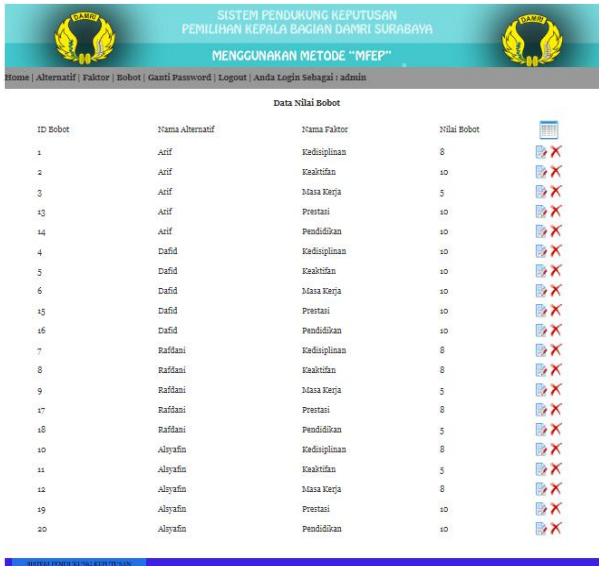 SISTEM PENDUKUNG KEPUTUSAN
PEMILIHAN KEPALA BAGIAN DAMRI SURABAYA
MENGGUNAKAN METODE "MFEP"
DAMRI
DAMRI
Home | Alternatif | Faktor | Bobot | Ganti Password | Logout | Anda Login Sebagai : admin
Data Nilai Bobot
ID Bobot Nama Alternatif Nama Faktor Nilai Bobot
1 Arif Kedisiplinan 8
2 Arif Keaktifan 10
3 Arif Masa Kerja 5
13 Arif Prestasi 10
14 Arif Pendidikan 10
4 Dafid Kedisiplinan 10
5 Dafid Keaktifan 10
6 Dafid Masa Kerja 10
15 Dafid Prestasi 10
16 Dafid Pendidikan 10
7 Rafdani Kedisiplinan 8
8 Rafdani Keaktifan 8
9 Rafdani Masa Kerja 5
17 Rafdani Prestasi 8
18 Rafdani Pendidikan 5
10 Alsyafin Kedisiplinan 8
11 Alsyafin Keaktifan 5
12 Alsyafin Masa Kerja 8
19 Alsyafin Prestasi 10
20 Alsyafin Pendidikan 10
SISTEM PENDUKUNG KEPUTUSAN